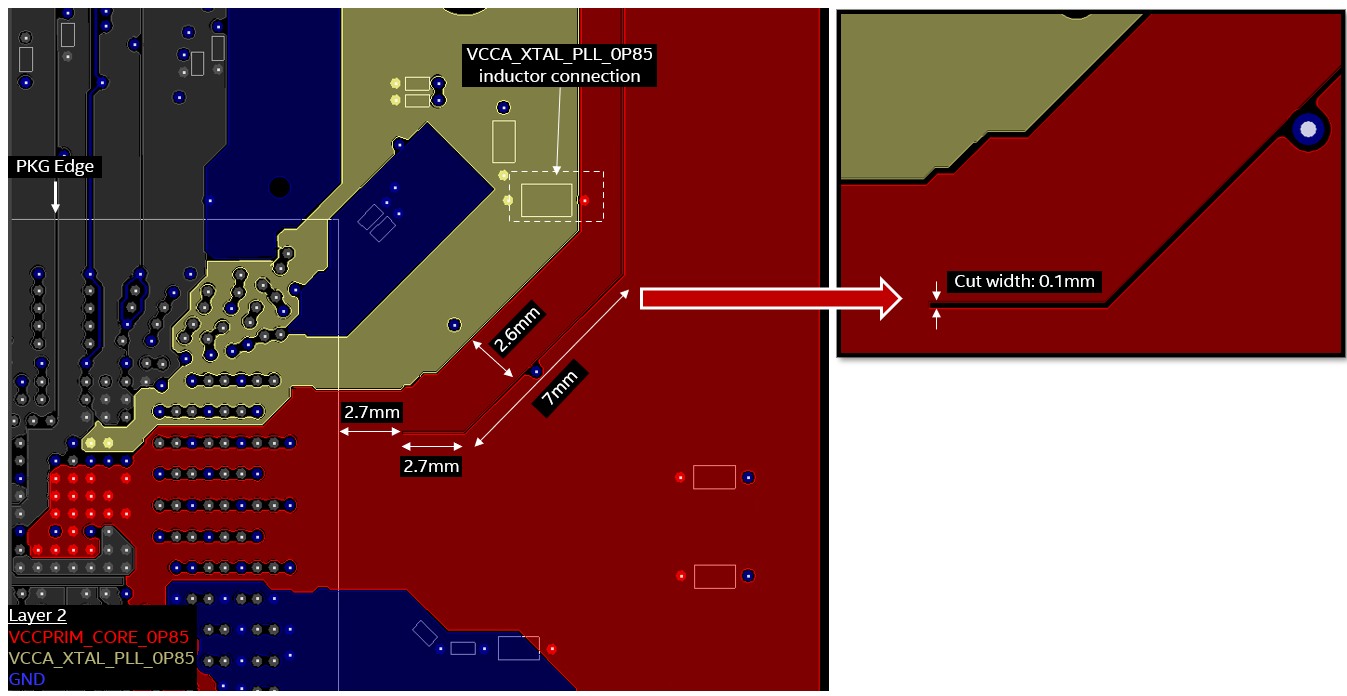 VCCA_XTAL_PLL_0P85
inductor connection
PKG Edge
Cut width: 0.1mm
2.6mm
7mm
2.7mm
2.7mm
Layer 2
VCCPRIM_CORE_0P85
VCCA_XTAL_PLL_0P85
GND